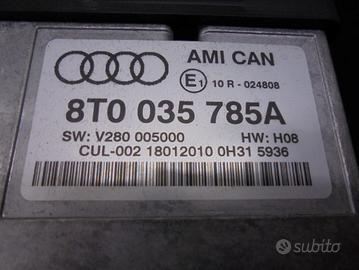 AMI CAN
E1 10 R - 024808
8T0 035 785A
SW: V280 005000 HW: H08
CUL-002 18012010 0H31 5936
subito